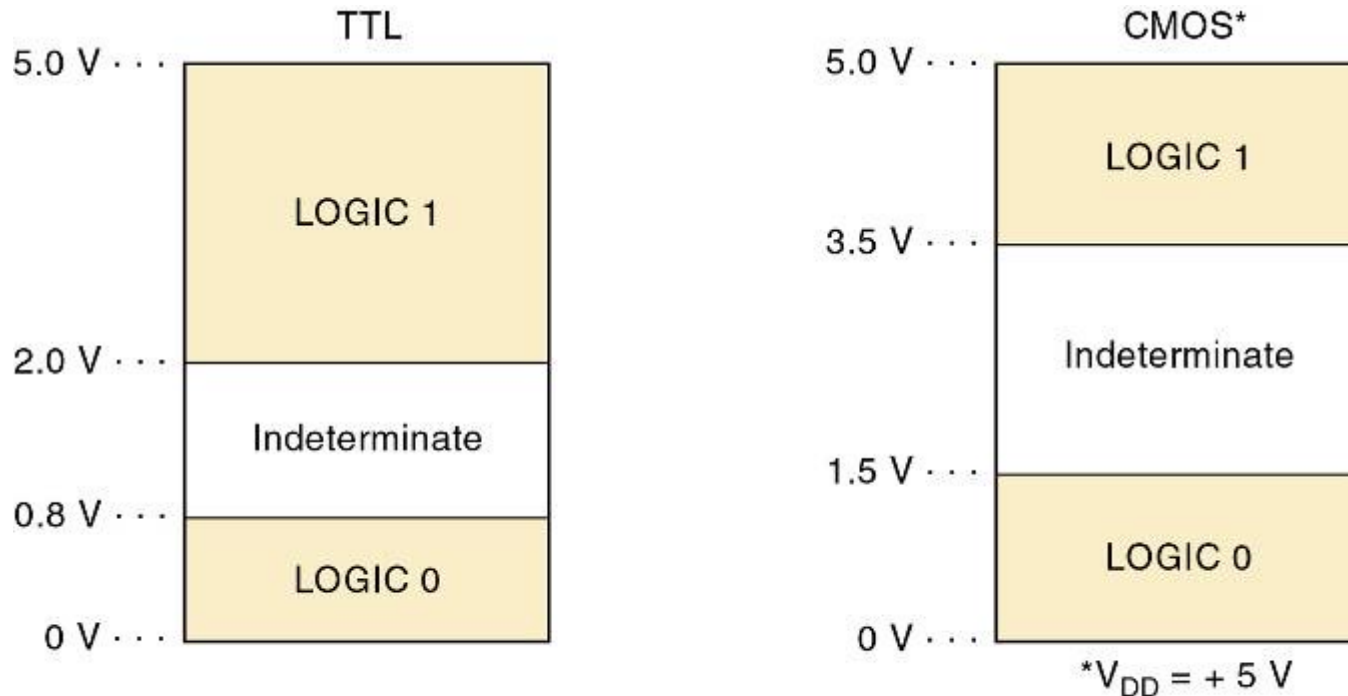 TTL
5.0 V · · ·
LOGIC 1
2.0 V · · ·
Indeterminate
0.8 V · · ·
LOGIC 0
0 V · · ·
CMOS*
5.0 V · · ·
LOGIC 1
3.5 V · · ·
Indeterminate
1.5 V · · ·
LOGIC 0
0 V · · ·
*VDD = + 5 V